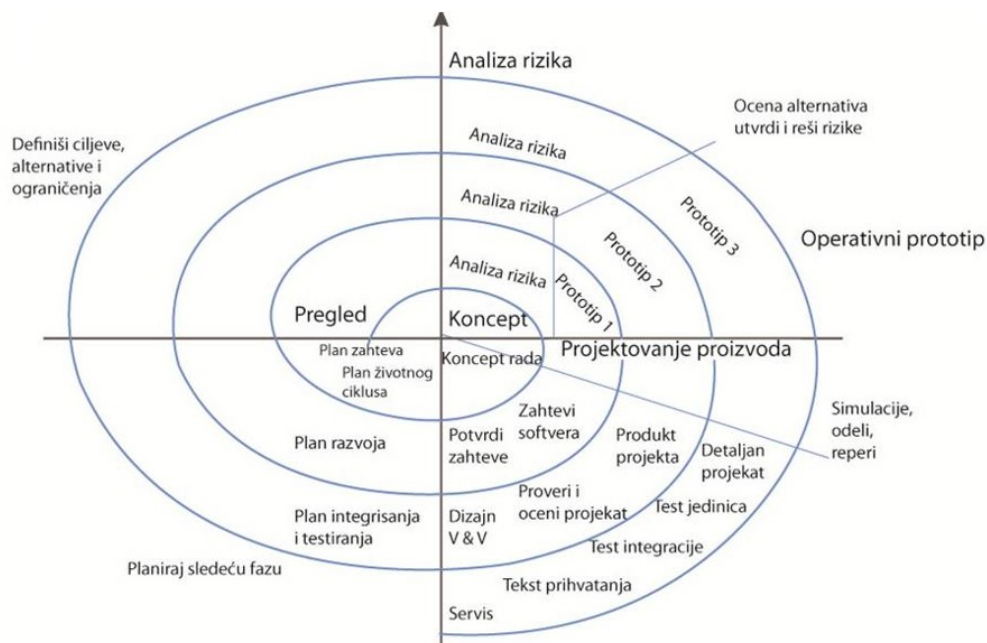 Analiza rizika
Ocena alternativa
utvrdi i reši rizike
Definiši ciljeve,
alternative i
ograničenja
Analiza rizika
Analiza rizika
Prototip 3
Operativni prototip
Prototip 2
Analiza rizika
Prototip 1
Pregled
Koncept
Plan zahteva
Koncept rada
Projektovanje proizvoda
Plan životnog
ciklusa
Zahtevi
softvera
Simulacije,
odeli,
reperi
Plan razvoja
Potvrdi
zahteve
Produkt
projekta
Detaljan
projekat
Proveri i
oceni projekat
Test jedinica
Plan integrisanja
i testiranja
Dizajn
V & V
Test integracije
Planiraj sledeću fazu
Tekst prihvatanja
Servis